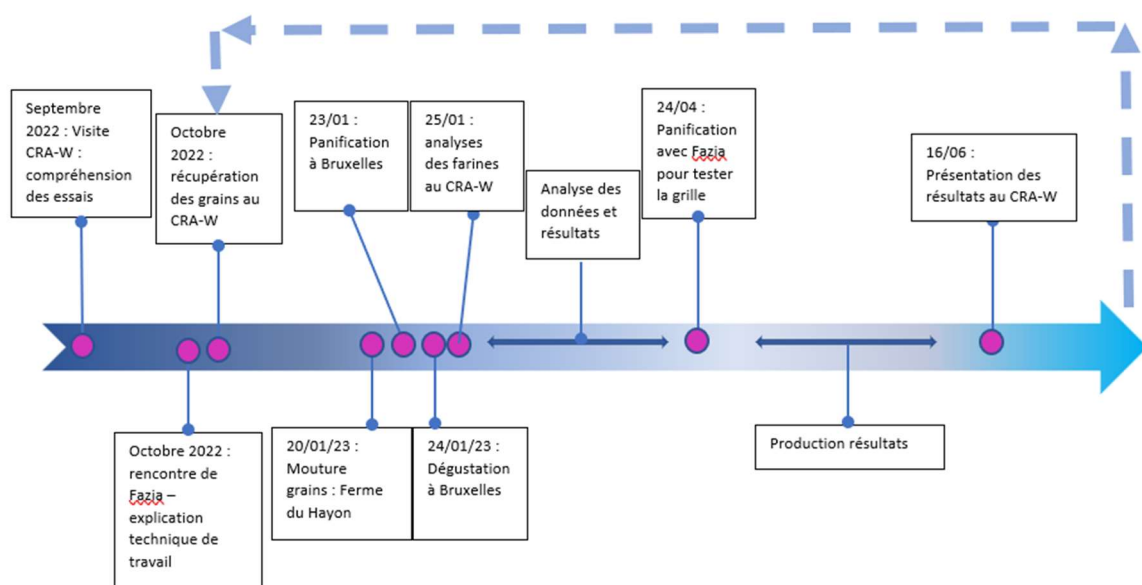 Septembre
2022 : Visite
CRA-W :
compréhension
des essais
Octobre
2022 :
récupération
des grains au
CRA-W
23/01 :
Panification
à Bruxelles
25/01 :
analyses
des farines
au CRA-W
Analyse des
données et
résultats
24/04 :
Panification
avec Fazia
pour tester
la grille
16/06 :
Présentation des
résultats au CRA-W
Octobre 2022 :
rencontre de
Fazia –
explication
technique de
travail
20/01/23 :
Mouture
grains : Ferme
du Hayon
24/01/23 :
Dégustation
à Bruxelles
Production résultats